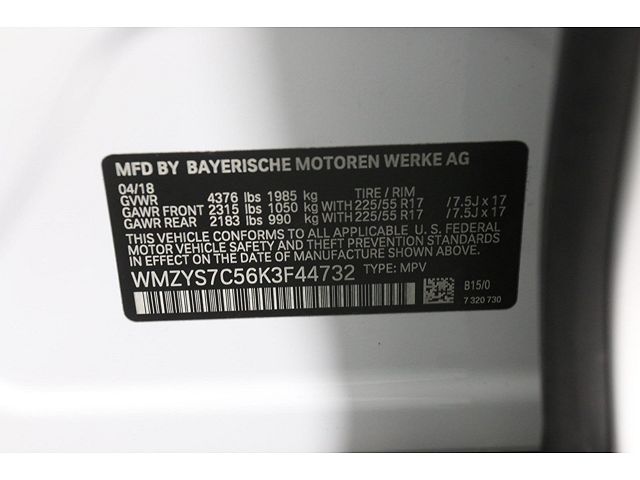 MFD BY BAYERISCHE MOTOREN WERKE AG
04/18
GVWR 4376 lbs 1985 kg TIRE / RIM
GAWR FRONT 2315 lbs 1050 kg WITH 225/55 R17 /7.5J x 17
GAWR REAR 2183 lbs 990 kg WITH 225/55 R17 /7.5J x 17
THIS VEHICLE CONFORMS TO ALL APPLICABLE U. S. FEDERAL
MOTOR VEHICLE SAFETY AND THEFT PREVENTION STANDARDS
IN EFFECT ON THE DATE OF MANUFACTURE SHOWN ABOVE.
WMZYS7C56K3F44732 TYPE: MPV
B15/0
7 320 730